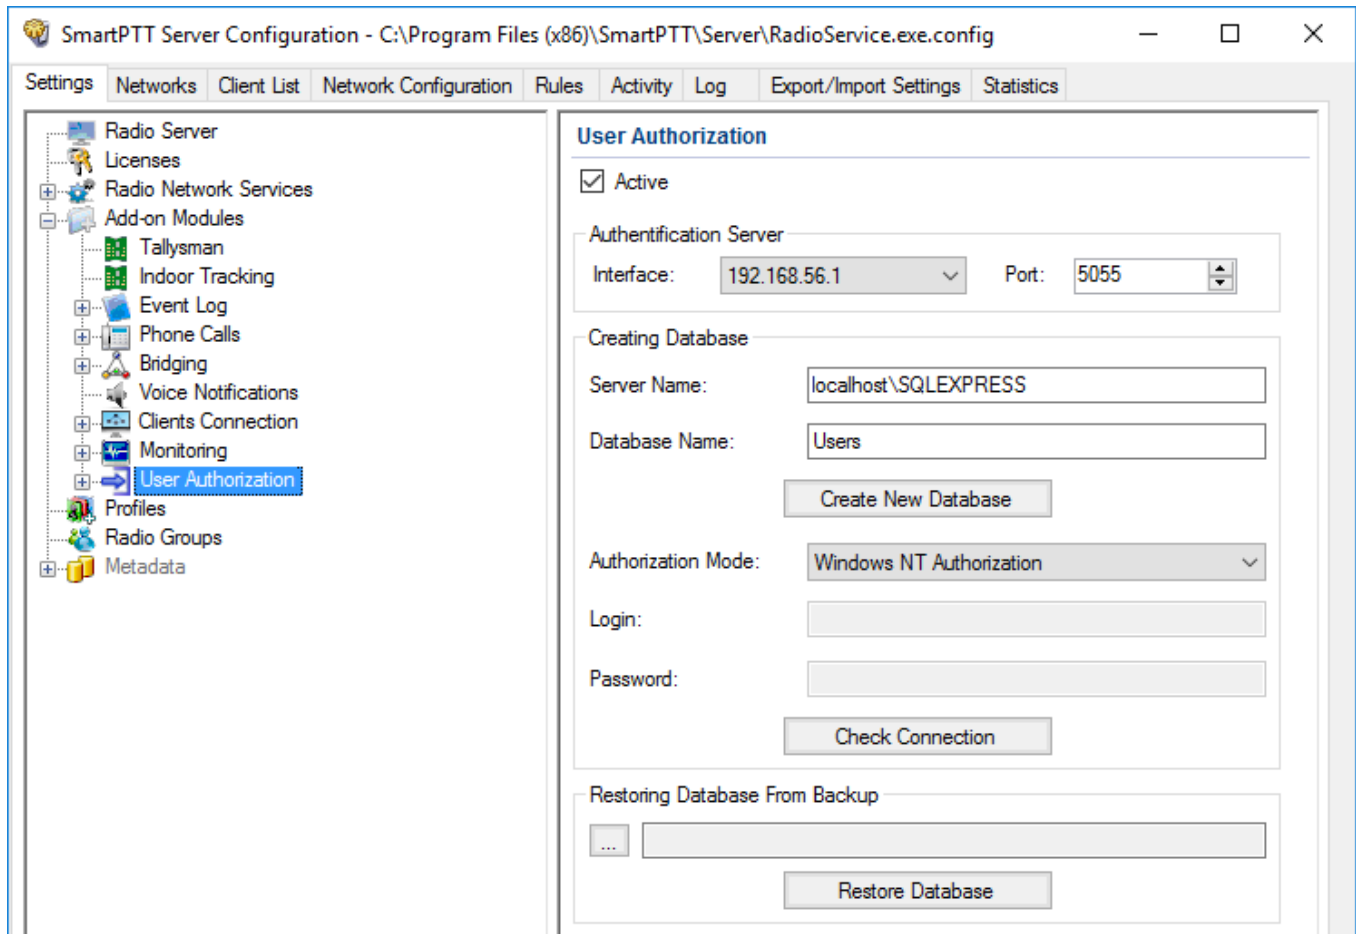 SmartPTT Server Configuration - C:\Program Files (x86)\SmartPTT\Server\RadioService.exe.config
Settings Networks Client List Network Configuration Rules Activity Log Export/Import Settings Statistics
Radio Server
Licenses
Radio Network Services
Add-on Modules
Tallysman
Indoor Tracking
Event Log
Phone Calls
Bridging
Voice Notifications
Clients Connection
Monitoring
User Authorization
Profiles
Radio Groups
Metadata
User Authorization
Active
Authentification Server
Interface: 192.168.56.1 Port: 5055
Creating Database
Server Name: localhost\SQLEXPRESS
Database Name: Users
Create New Database
Authorization Mode: Windows NT Authorization
Login:
Password:
Check Connection
Restoring Database From Backup
...
Restore Database